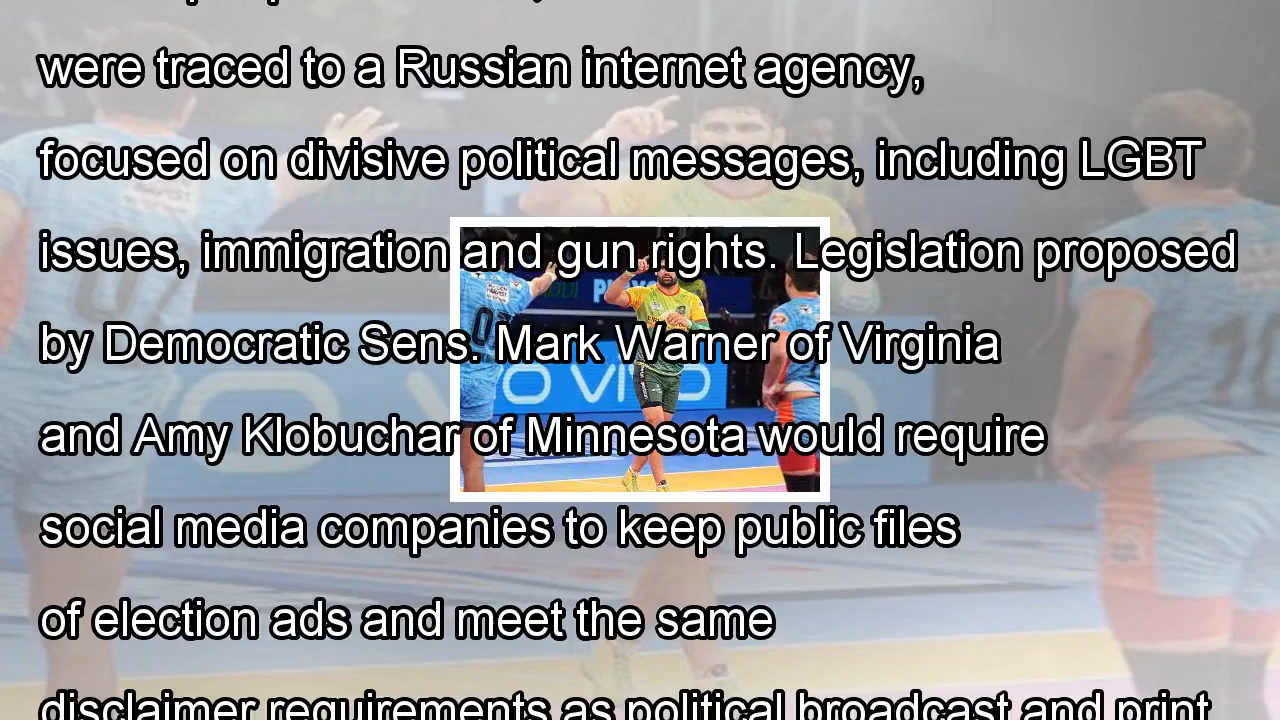 were traced to a Russian internet agency,
focused on divisive political messages, including LGBT
issues, immigration and gun rights. Legislation proposed
by Democratic Sens. Mark Warner of Virginia
and Amy Klobuchar of Minnesota would require
social media companies to keep public files
of election ads and meet the same
disclaimer requirements as political broadcast and print